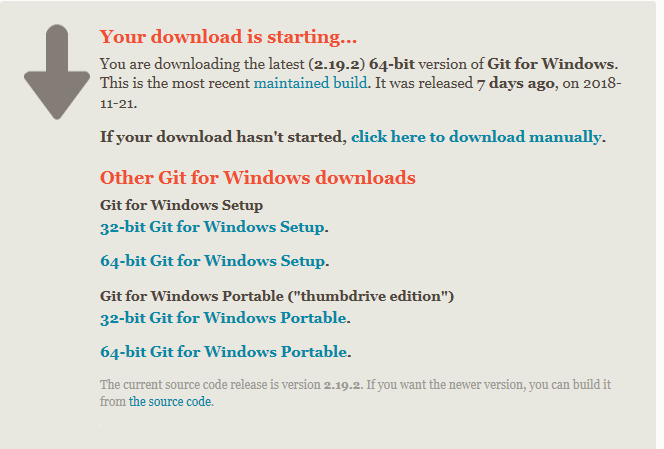 Your download is starting...
You are downloading the latest (2.19.2) 64-bit version of Git for Windows.
This is the most recent maintained build. It was released 7 days ago, on 2018-
11-21.
If your download hasn't started, click here to download manually.
Other Git for Windows downloads
Git for Windows Setup
32-bit Git for Windows Setup.
64-bit Git for Windows Setup.
Git for Windows Portable ("thumbdrive edition")
32-bit Git for Windows Portable.
64-bit Git for Windows Portable.
The current source code release is version 2.19.2. If you want the newer version, you can build it
from the source code.